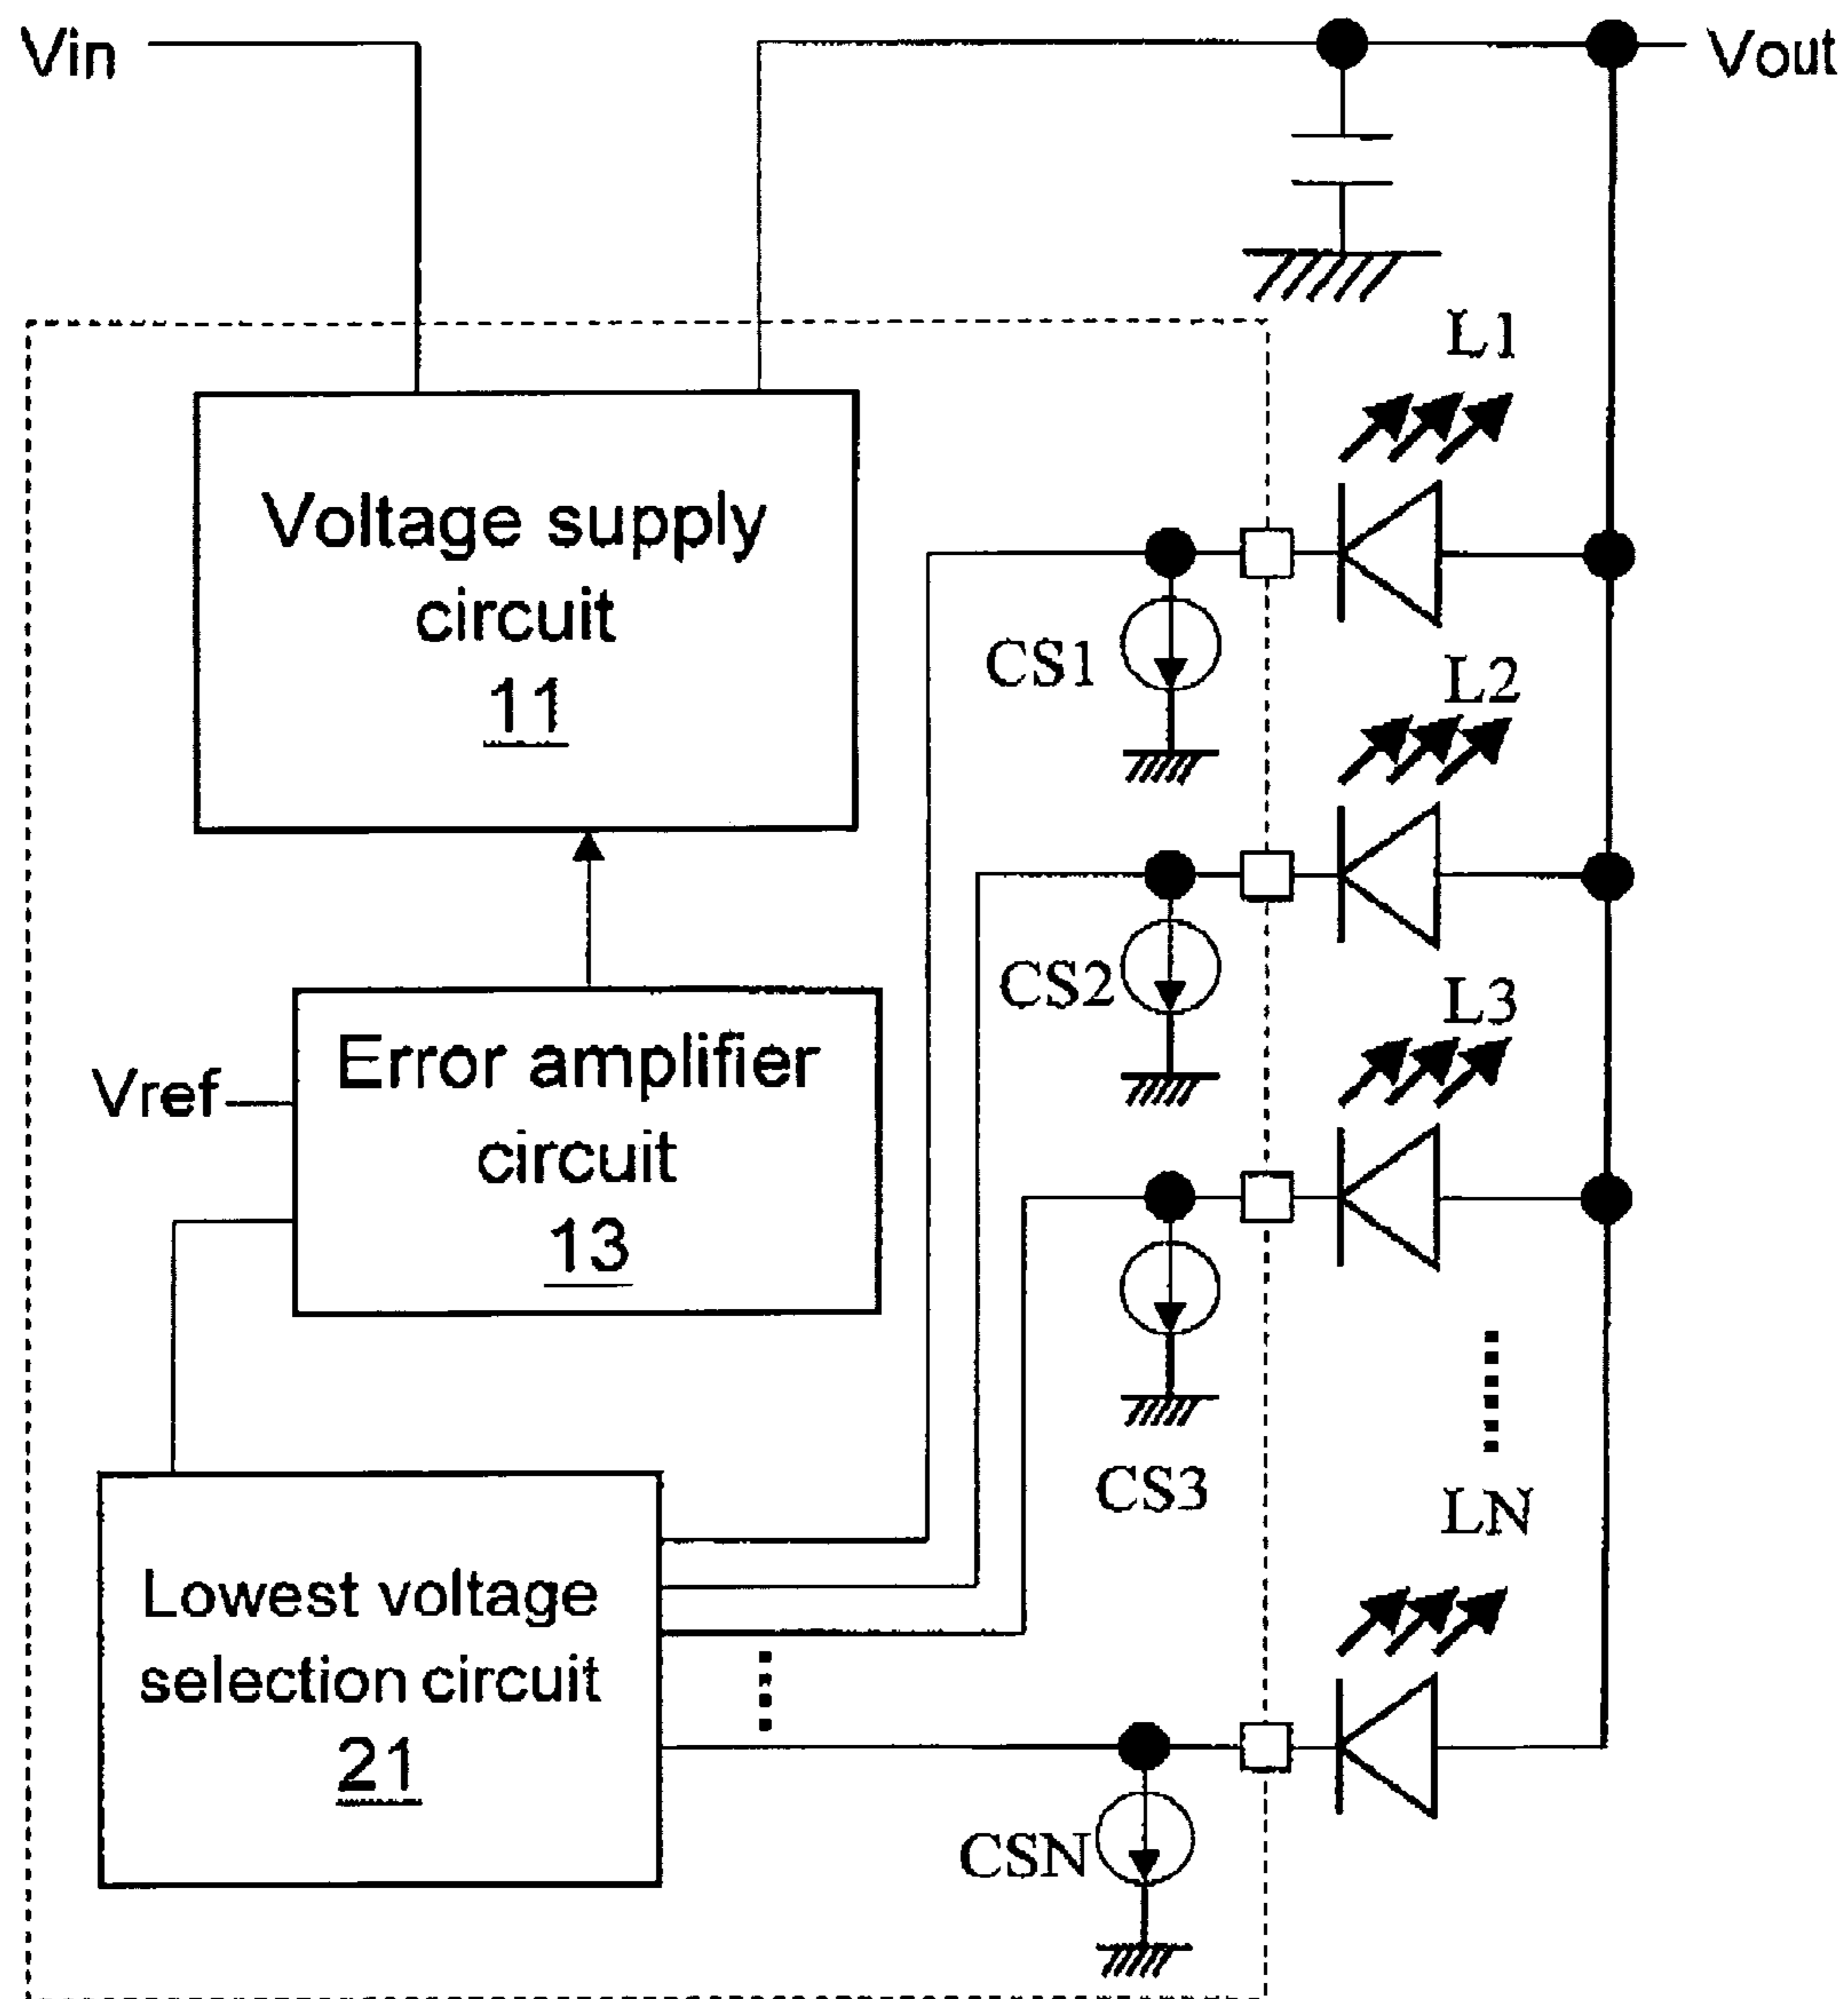 Vin
Vout
L1
Voltage supply
circuit
11
CS1
L2
CS2
L3
Error amplifier
circuit
13
Vref
CS3
LN
Lowest voltage
selection circuit
21
CSN